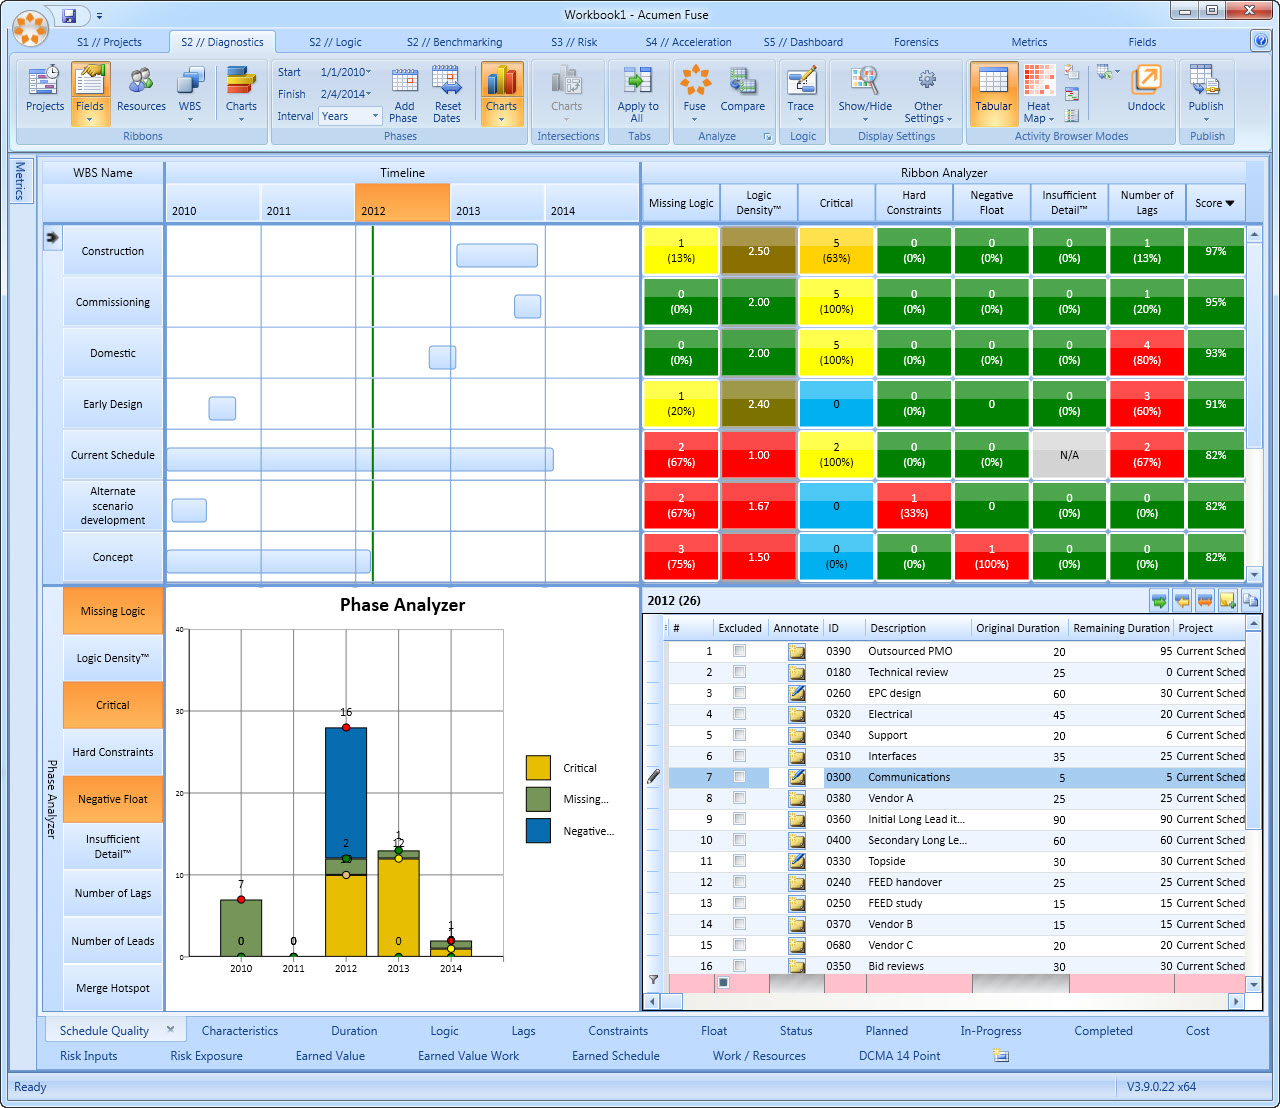 Workbook1 - Acumen Fuse
S1 // Projects S2 // Diagnostics S2 // Logic S2 // Benchmarking S3 // Risk S4 // Acceleration S5 // Dashboard Forensics Metrics Fields
Start 1/1/2010
Finish 2/4/2014
Interval Years
Projects Fields Resources WBS Charts Add Phase Reset Dates Charts Charts Apply to All Fuse Compare Trace Show/Hide Other Settings Tabular Heat Map Undock Publish
Ribbons Phases Intersections Tabs Analyze Logic Display Settings Activity Browser Modes Publish
Metrics
WBS Name Timeline Ribbon Analyzer
2010 2011 2012 2013 2014
Missing Logic Logic Density™ Critical Hard Constraints Negative Float Insufficient Detail™ Number of Lags Score
Construction 1 (13%) 2.50 5 (63%) 0 (0%) 0 (0%) 0 (0%) 1 (13%) 97%
Commissioning 0 (0%) 2.00 5 (100%) 0 (0%) 0 (0%) 0 (0%) 1 (20%) 95%
Domestic 0 (0%) 2.00 5 (100%) 0 (0%) 0 (0%) 0 (0%) 4 (80%) 93%
Early Design 1 (20%) 2.40 0 0 (0%) 0 0 (0%) 3 (60%) 91%
Current Schedule 2 (67%) 1.00 2 (100%) 0 (0%) 0 (0%) N/A 2 (67%) 82%
Alternate scenario development 2 (67%) 1.67 0 1 (33%) 0 0 (0%) 0 (0%) 82%
Concept 3 (75%) 1.50 0 (0%) 0 (0%) 1 (100%) 0 (0%) 0 (0%) 82%
Phase Analyzer
Missing Logic
Logic Density™
Critical
Hard Constraints
Negative Float
Insufficient
Detail™
Number of Lags
Number of Leads
Merge Hotspot
Phase Analyzer
40
30
20
10
0
16
2
10
7
0
0
1
12
0
1
2010 2011 2012 2013 2014
Critical
Missing...
Negative...
2012 (26)
# Excluded Annotate ID Description Original Duration Remaining Duration Project
1 0390 Outsourced PMO 20 95 Current Sched
2 0180 Technical review 25 0 Current Sched
3 0260 EPC design 60 30 Current Sched
4 0320 Electrical 45 20 Current Sched
5 0340 Support 20 6 Current Sched
6 0310 Interfaces 35 25 Current Sched
7 0300 Communications 5 5 Current Sched
8 0380 Vendor A 25 25 Current Sched
9 0360 Initial Long Lead it... 90 90 Current Sched
10 0400 Secondary Long Le... 60 60 Current Sched
11 0330 Topside 30 30 Current Sched
12 0240 FEED handover 25 25 Current Sched
13 0250 FEED study 15 15 Current Sched
14 0370 Vendor B 15 15 Current Sched
15 0680 Vendor C 20 20 Current Sched
16 0350 Bid reviews 30 30 Current Sched
Schedule Quality Characteristics Duration Logic Lags Constraints Float Status Planned In-Progress Completed Cost
Risk Inputs Risk Exposure Earned Value Earned Value Work Earned Schedule Work / Resources DCMA 14 Point
Ready V3.9.0.22 x64